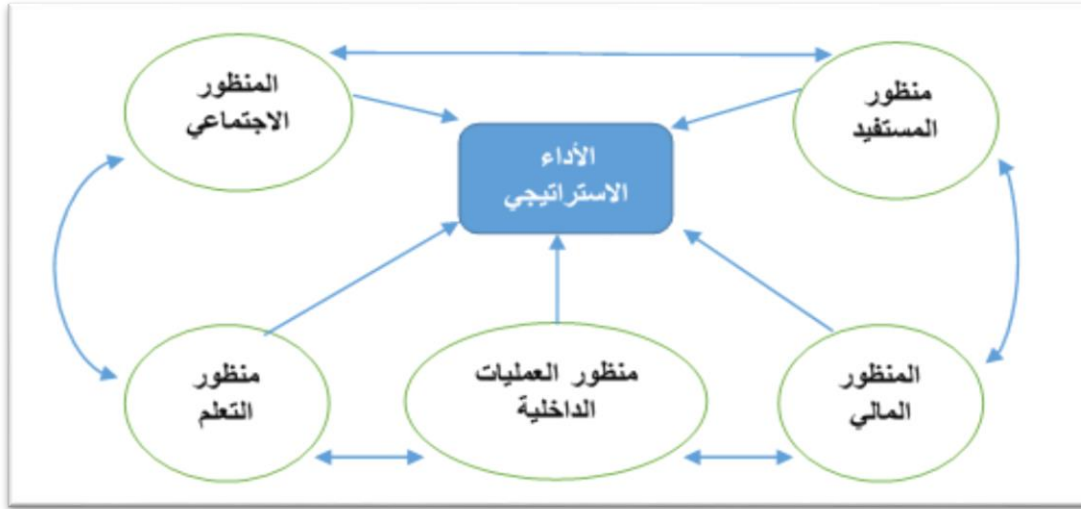 منظور
المستفيد
المنظور
الاجتماعي
الأداء
الاستراتيجي
المنظور
المالي
منظور العمليات
الداخلية
منظور
التعلم